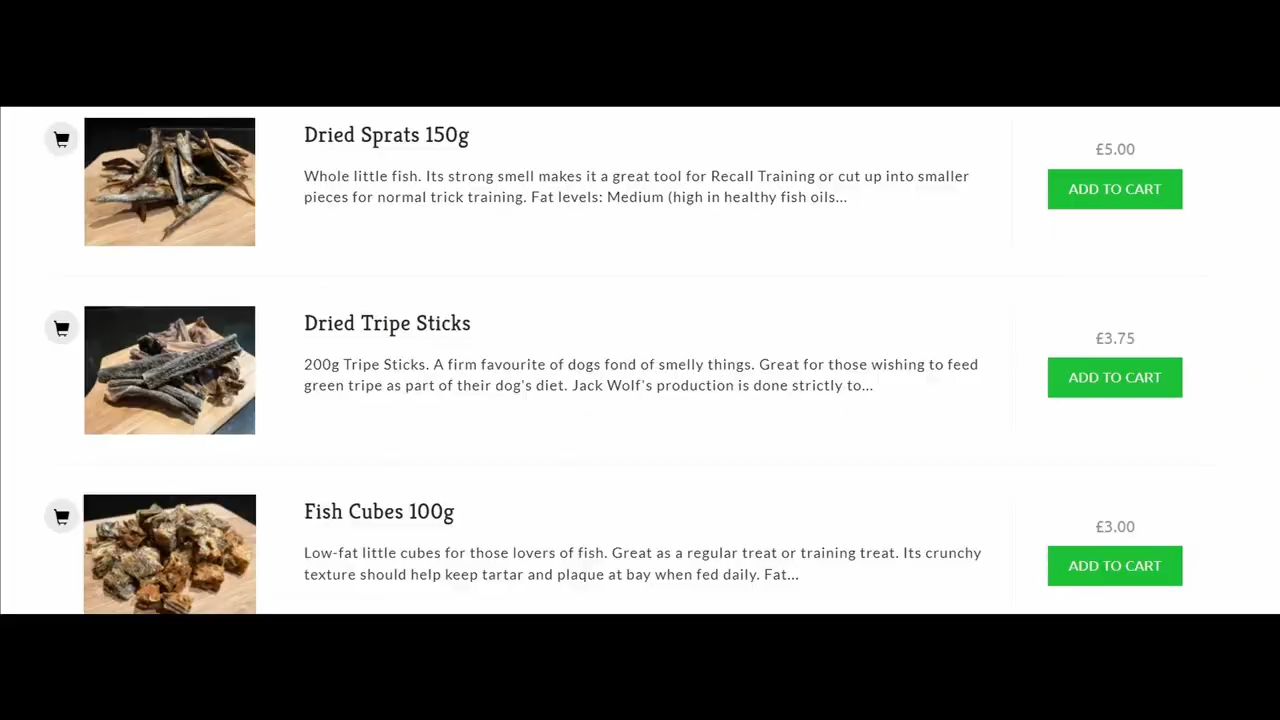 Dried Sprats 150g
Whole little fish. Its strong smell makes it a great tool for Recall Training or cut up into smaller
pieces for normal trick training. Fat levels: Medium (high in healthy fish oils...
£5.00
ADD TO CART
Dried Tripe Sticks
200g Tripe Sticks. A firm favourite of dogs fond of smelly things. Great for those wishing to feed
green tripe as part of their dog's diet. Jack Wolf's production is done strictly to...
£3.75
ADD TO CART
Fish Cubes 100g
Low-fat little cubes for those lovers of fish. Great as a regular treat or training treat. Its crunchy
texture should help keep tartar and plaque at bay when fed daily. Fat...
£3.00
ADD TO CART